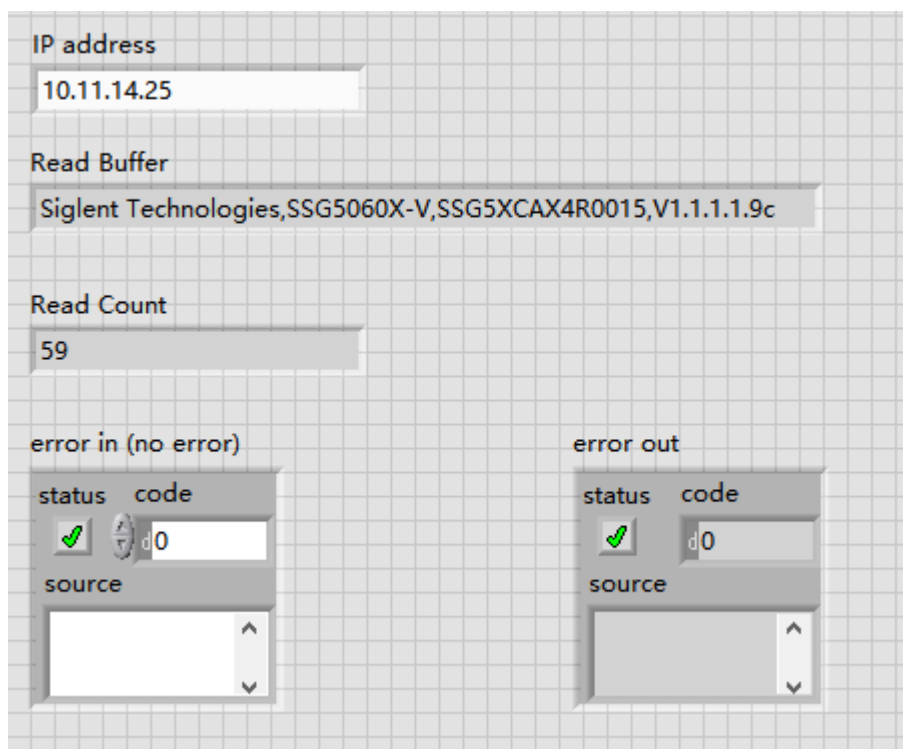 IP address
10.11.14.25
Read Buffer
Siglent Technologies,SSG5060X-V,SSG5XCAX4R0015,V1.1.1.1.9c
Read Count
59
error in (no error)
status code
d0
source
error out
status code
d0
source